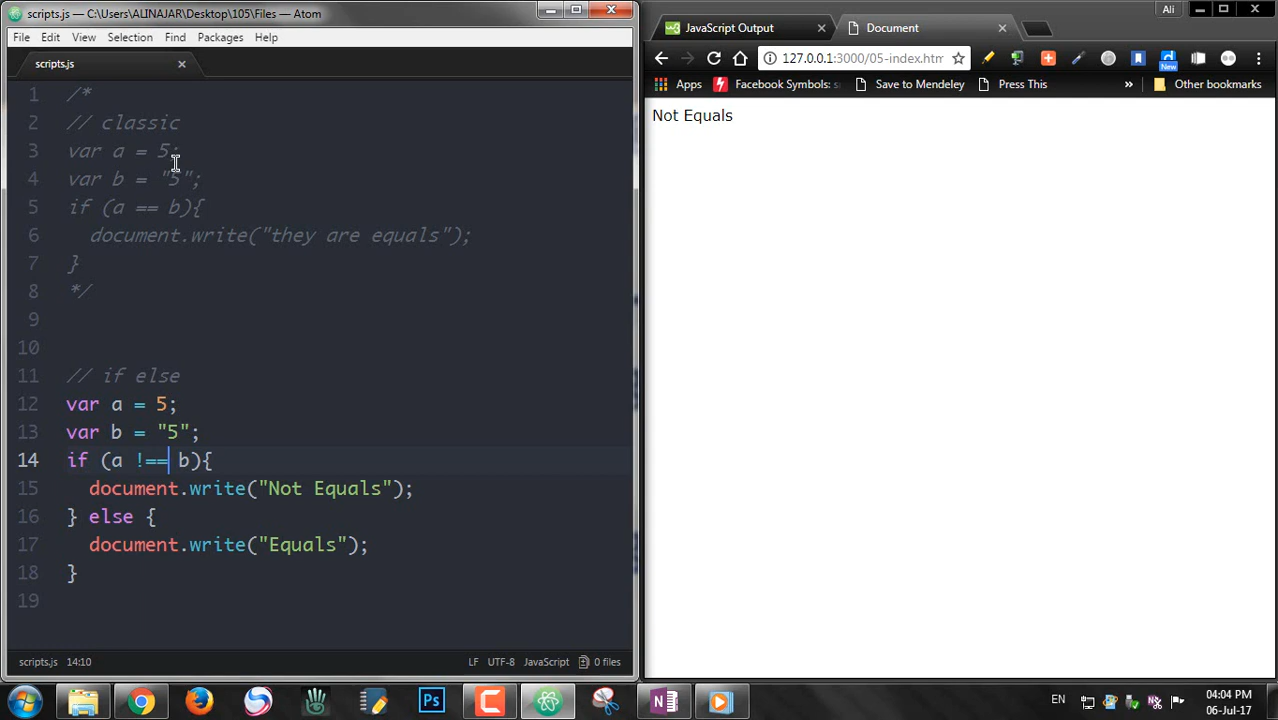 scripts.js — C:\Users\ALINAJAR\Desktop\105\Files — Atom
File Edit View Selection Find Packages Help
scripts.js
1 /*
2 // classic
3 var a = 5;
4 var b = "5";
5 if (a == b){
6 document.write("they are equals");
7 }
8 */
9
10
11 // if else
12 var a = 5;
13 var b = "5";
14 if (a !== b){
15 document.write("Not Equals");
16 } else {
17 document.write("Equals");
18 }
19
scripts.js 14:10 LF UTF-8 JavaScript 0 files
Ali
JavaScript Output Document
127.0.0.1:3000/05-index.htm
New
Apps Facebook Symbols: s Save to Mendeley Press This » Other bookmarks
Not Equals
Ps
EN
04:04 PM
06-Jul-17